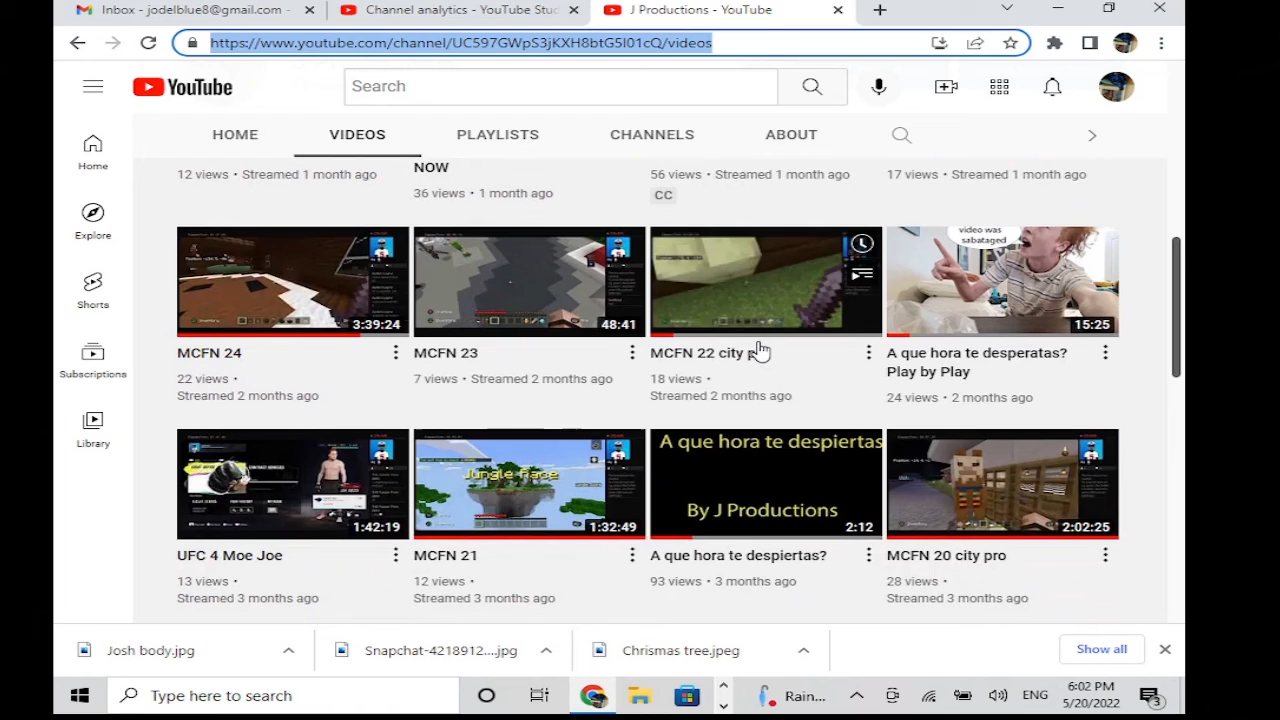 Inbox - jodelblue8@gmail.com -
Channel analytics - YouTube Stud
J Productions - YouTube
https://www.youtube.com/channel/UC597GWpS3jKXH8btG5I01cQ/videos
YouTube
Search
HOME VIDEOS PLAYLISTS CHANNELS ABOUT
Home
Explore
Shorts
Subscriptions
Library
12 views • Streamed 1 month ago
NOW
36 views • 1 month ago
56 views • Streamed 1 month ago
CC
17 views • Streamed 1 month ago
3:39:24
MCFN 24
22 views •
Streamed 2 months ago
48:41
MCFN 23
7 views • Streamed 2 months ago
MCFN 22 city p
18 views •
Streamed 2 months ago
video was
sabataged
15:25
A que hora te desperatas?
Play by Play
24 views • 2 months ago
1:42:19
UFC 4 Moe Joe
13 views •
Streamed 3 months ago
Jungle Race
1:32:49
MCFN 21
12 views •
Streamed 3 months ago
A que hora te despiertas
By J Productions
2:12
A que hora te despiertas?
93 views • 3 months ago
2:02:25
MCFN 20 city pro
28 views •
Streamed 3 months ago
Josh body.jpg
Snapchat-4218912....jpg
Chrismas tree.jpeg
Show all
Type here to search
Rain...
ENG
6:02 PM
5/20/2022
3